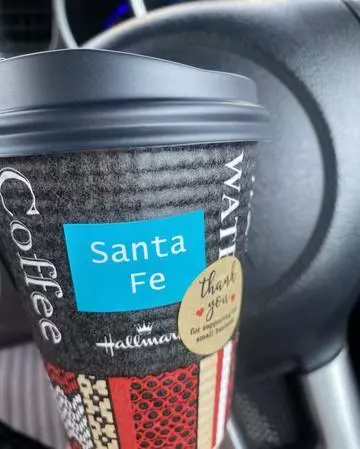 Coffee
Santa
Fe
thank
you
for supporting
small business
Hallmark